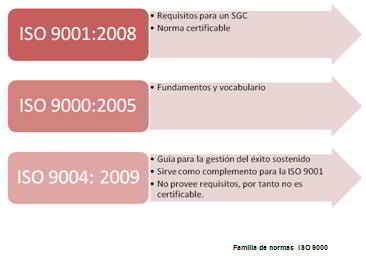 ISO 9001:2008
• Requisitos para un SGC
• Norma certificable
ISO 9000:2005
• Fundamentos y vocabulario
ISO 9004: 2009
• Guía para la gestión del éxito sostenido
• Sirve como complemento para la ISO 9001
• No provee requisitos, por tanto no es
certificable.
Familia de normas ISO 9000